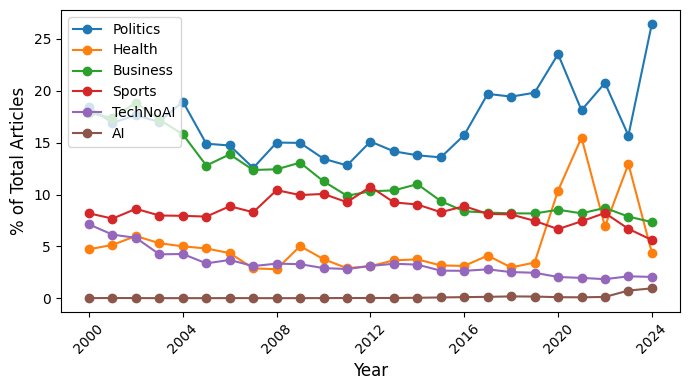 % of Total Articles
25
20
15
10
5
0
Politics
Health
Business
Sports
TechNoAI
AI
2000
2004
2008
2012
2016
2020
2024
Year